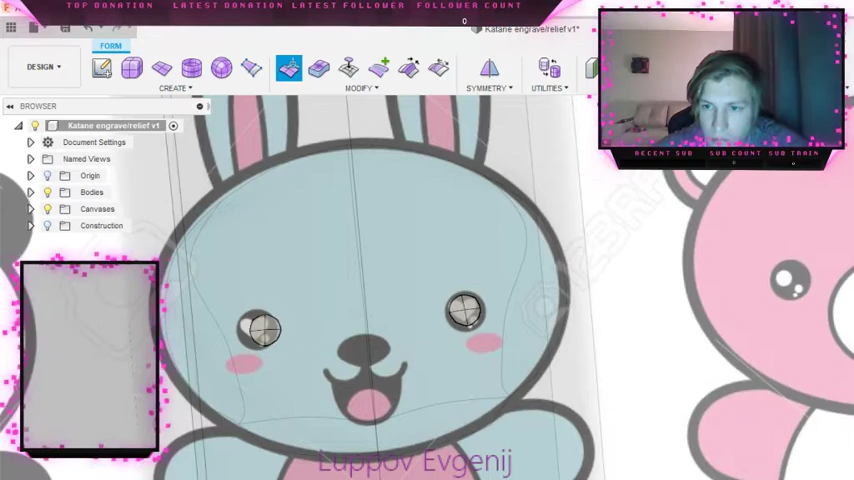 TOP DONATION LATEST DONATION LATEST FOLLOWER FOLLOWER COUNT
0
Katane engrave/relief v1*
FORM
DESIGN
CREATE MODIFY SYMMETRY UTILITIES
RECENT SUB SUB COUNT SUB TRAIN
0 0
BROWSER
Katane engrave/relief v1
Document Settings
Named Views
Origin
Bodies
Canvases
Construction
Luppov Evgenij